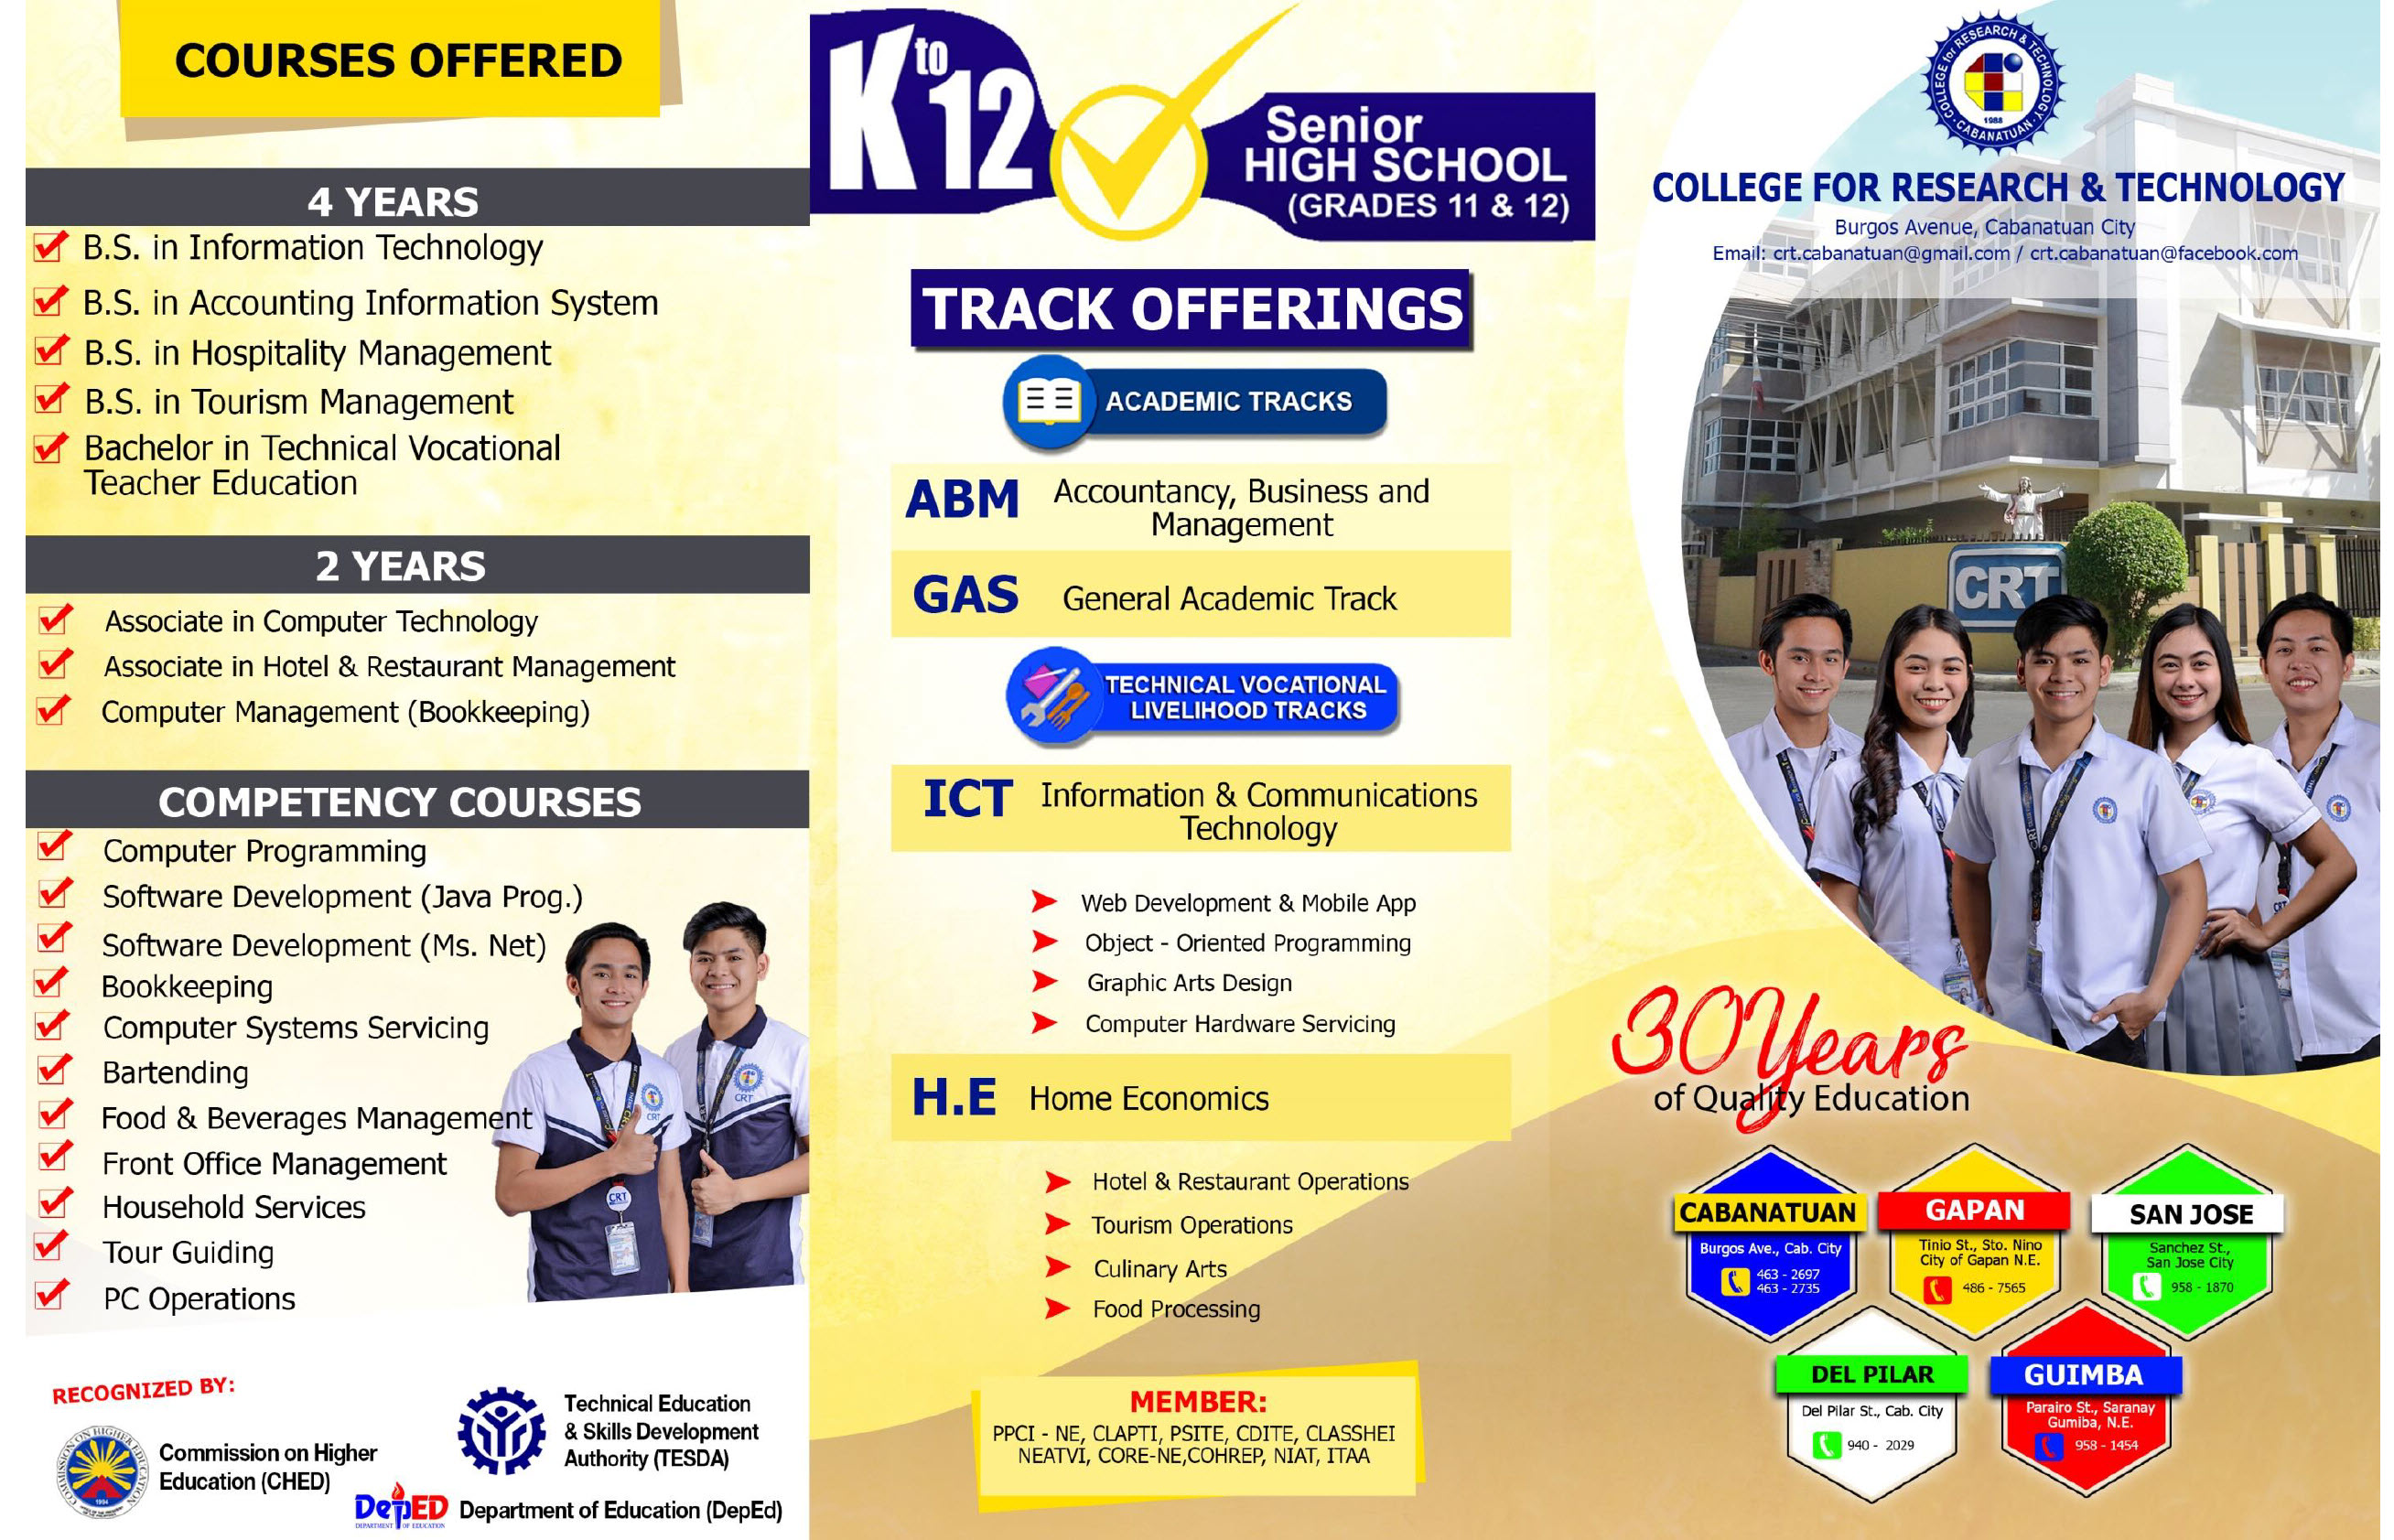 COURSES OFFERED
4 YEARS
B.S. in Information Technology
B.S. in Accounting Information System
B.S. in Hospitality Management
B.S. in Tourism Management
Bachelor in Technical Vocational
Teacher Education
2 YEARS
Associate in Computer Technology
Associate in Hotel & Restaurant Management
Computer Management (Bookkeeping)
COMPETENCY COURSES
Computer Programming
Software Development (Java Prog.)
Software Development (Ms. Net)
Bookkeeping
Computer Systems Servicing
Bartending
Food & Beverages Management
Front Office Management
Household Services
Tour Guiding
PC Operations
CRT
CRT
CRT
RECOGNIZED BY:
Commission on Higher
Education (CHED)
Technical Education
& Skills Development
Authority (TESDA)
DepED
DEPARTMENT OF EDUCATION
Department of Education (DepEd)
K to 12
Senior
HIGH SCHOOL
(GRADES 11 & 12)
TRACK OFFERINGS
ACADEMIC TRACKS
ABM Accountancy, Business and
Management
GAS General Academic Track
TECHNICAL VOCATIONAL
LIVELIHOOD TRACKS
ICT Information & Communications
Technology
Web Development & Mobile App
Object - Oriented Programming
Graphic Arts Design
Computer Hardware Servicing
H.E Home Economics
Hotel & Restaurant Operations
Tourism Operations
Culinary Arts
Food Processing
MEMBER:
PPCI - NE, CLAPTI, PSITE, CDITE, CLASSHEI
NEATVI, CORE-NE,COHREP, NIAT, ITAA
COLLEGE for RESEARCH & TECHNOLOGY
1988
CABANATUAN
COLLEGE FOR RESEARCH & TECHNOLOGY
Burgos Avenue, Cabanatuan City
Email: crt.cabanatuan@gmail.com / crt.cabanatuan@facebook.com
CRT
30 Years
of Quality Education
CABANATUAN
Burgos Ave., Cab. City
463 - 2697
463 - 2735
GAPAN
Tinio St., Sto. Nino
City of Gapan N.E.
486 - 7565
SAN JOSE
Sanchez St.,
San Jose City
958 - 1870
DEL PILAR
Del Pilar St., Cab. City
940 - 2029
GUIMBA
Parairo St., Saranay
Gumiba, N.E.
958 - 1454